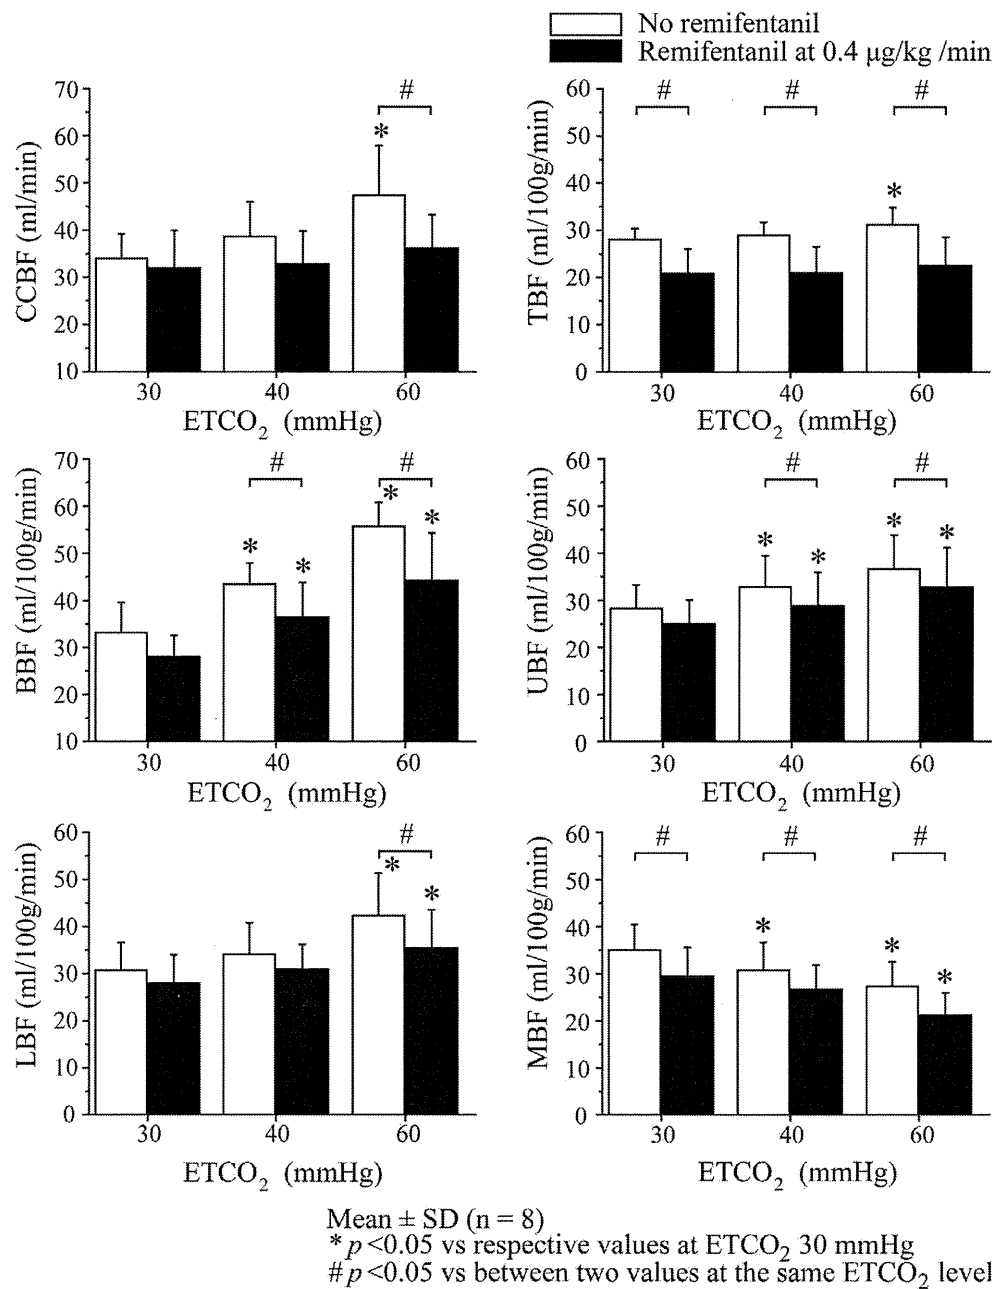 No remifentanil
Remifentanil at 0.4 μg/kg /min
CCBF (ml/min)
70
60
50
40
30
20
10
#
*
30 40 60
ETCO₂ (mmHg)
TBF (ml/100g/min)
60
50
40
30
20
10
0
# # #
*
30 40 60
ETCO₂ (mmHg)
BBF (ml/100g/min)
70
60
50
40
30
20
10
# #
* * * *
30 40 60
ETCO₂ (mmHg)
UBF (ml/100g/min)
60
50
40
30
20
10
0
# #
* * * *
30 40 60
ETCO₂ (mmHg)
LBF (ml/100g/min)
60
50
40
30
20
10
0
#
* *
30 40 60
ETCO₂ (mmHg)
MBF (ml/100g/min)
60
50
40
30
20
10
0
# # #
* * *
30 40 60
ETCO₂ (mmHg)
Mean ± SD (n = 8)
* p <0.05 vs respective values at ETCO₂ 30 mmHg
# p <0.05 vs between two values at the same ETCO₂ level